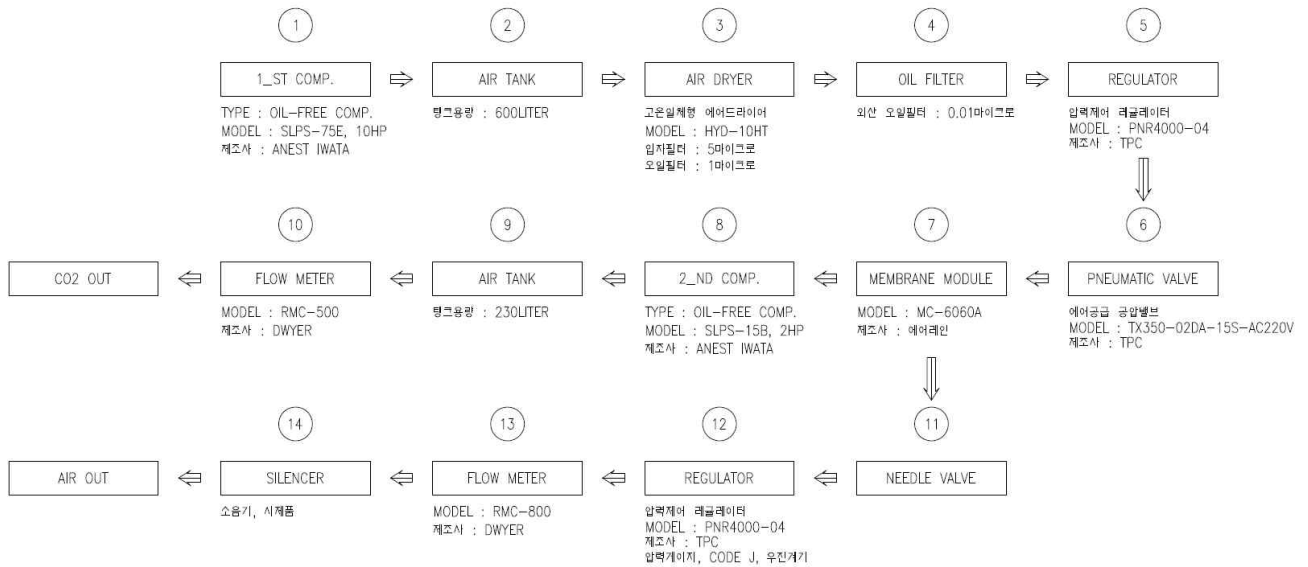 1
2
3
4
5
1_ST COMP.
AIR TANK
AIR DRYER
OIL FILTER
REGULATOR
TYPE : OIL-FREE COMP.
MODEL : SLPS-75E, 10HP
제조사 : ANEST IWATA
탱크용량 : 600LITER
고온일체형 에어드라이어
MODEL : HYD-10HT
입자필터 : 5마이크로
오일필터 : 1마이크로
외산 오일필터 : 0.01마이크로
압력제어 레귤레이터
MODEL : PNR4000-04
제조사 : TPC
10
9
8
7
6
CO2 OUT
FLOW METER
AIR TANK
2_ND COMP.
MEMBRANE MODULE
PNEUMATIC VALVE
MODEL : RMC-500
제조사 : DWYER
탱크용량 : 230LITER
TYPE : OIL-FREE COMP.
MODEL : SLPS-15B, 2HP
제조사 : ANEST IWATA
MODEL : MC-6060A
제조사 : 에어레인
에어공급 공압밸브
MODEL : TX350-02DA-15S-AC220V
제조사 : TPC
14
13
12
11
AIR OUT
SILENCER
FLOW METER
REGULATOR
NEEDLE VALVE
소음기, 시제품
MODEL : RMC-800
제조사 : DWYER
압력제어 레귤레이터
MODEL : PNR4000-04
제조사 : TPC
압력게이지, CODE J, 우진계기